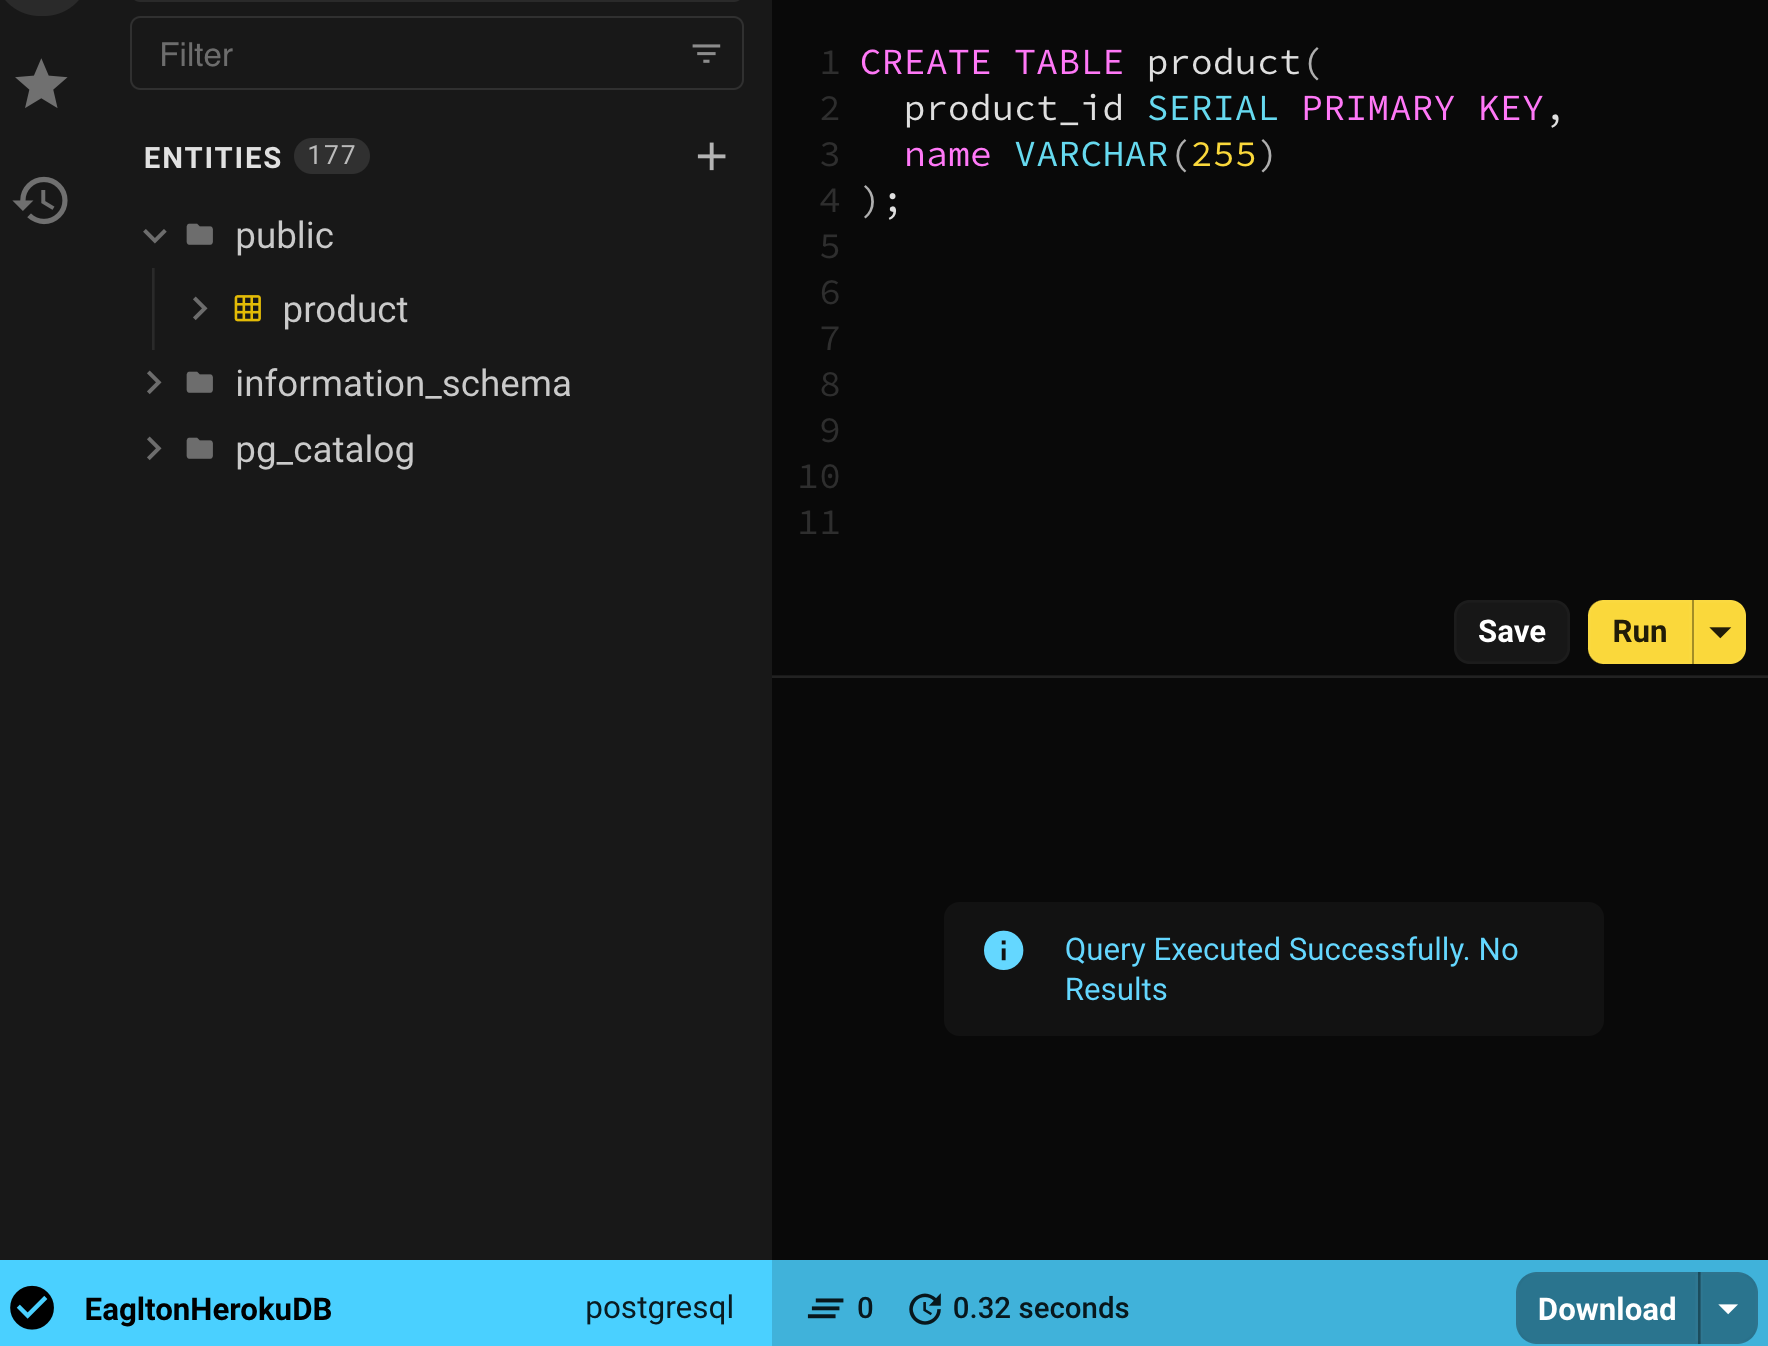 Filter
ENTITIES 177
public
product
information_schema
pg_catalog
1 CREATE TABLE product(
2 product_id SERIAL PRIMARY KEY,
3 name VARCHAR(255)
4 );
5
6
7
8
9
10
11
Save Run
Query Executed Successfully. No
Results
EagltonHerokuDB postgresql 0 0.32 seconds Download